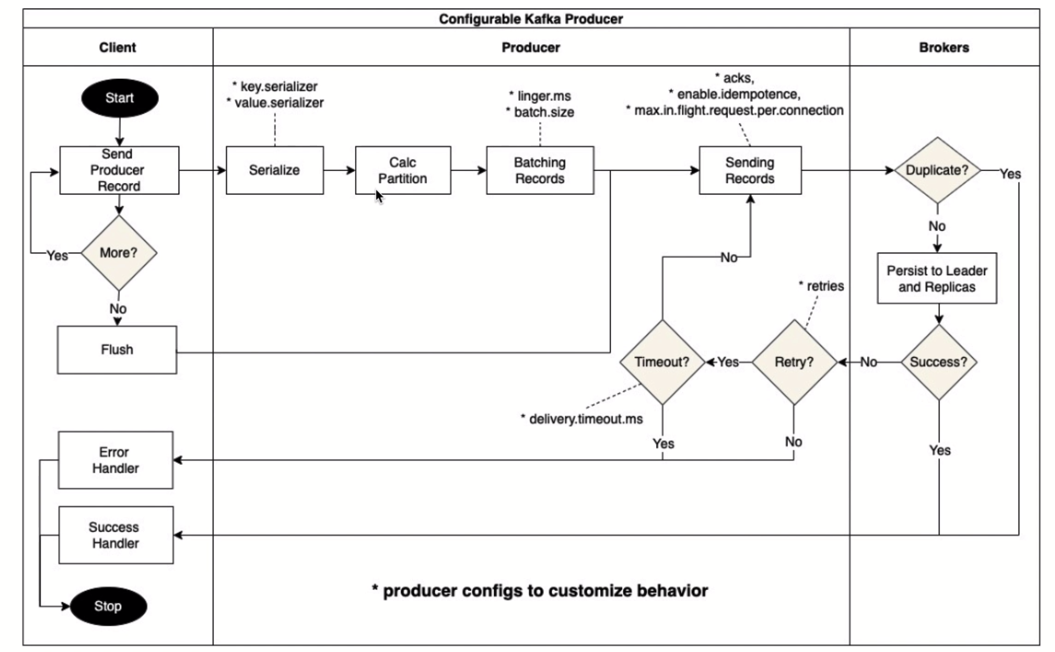 Configurable Kafka Producer
Client
Producer
Brokers
Start
* key.serializer
* value.serializer
* linger.ms
* batch.size
* acks,
* enable.idempotence,
* max.in.flight.request.per.connection
Send
Producer
Record
Serialize
Calc
Partition
Batching
Records
Sending
Records
Duplicate?
Yes
No
More?
Yes
No
Persist to Leader
and Replicas
No
* retries
Flush
Timeout?
Yes
Retry?
No
Success?
* delivery.timeout.ms
Yes
No
Yes
Error
Handler
Success
Handler
* producer configs to customize behavior
Stop